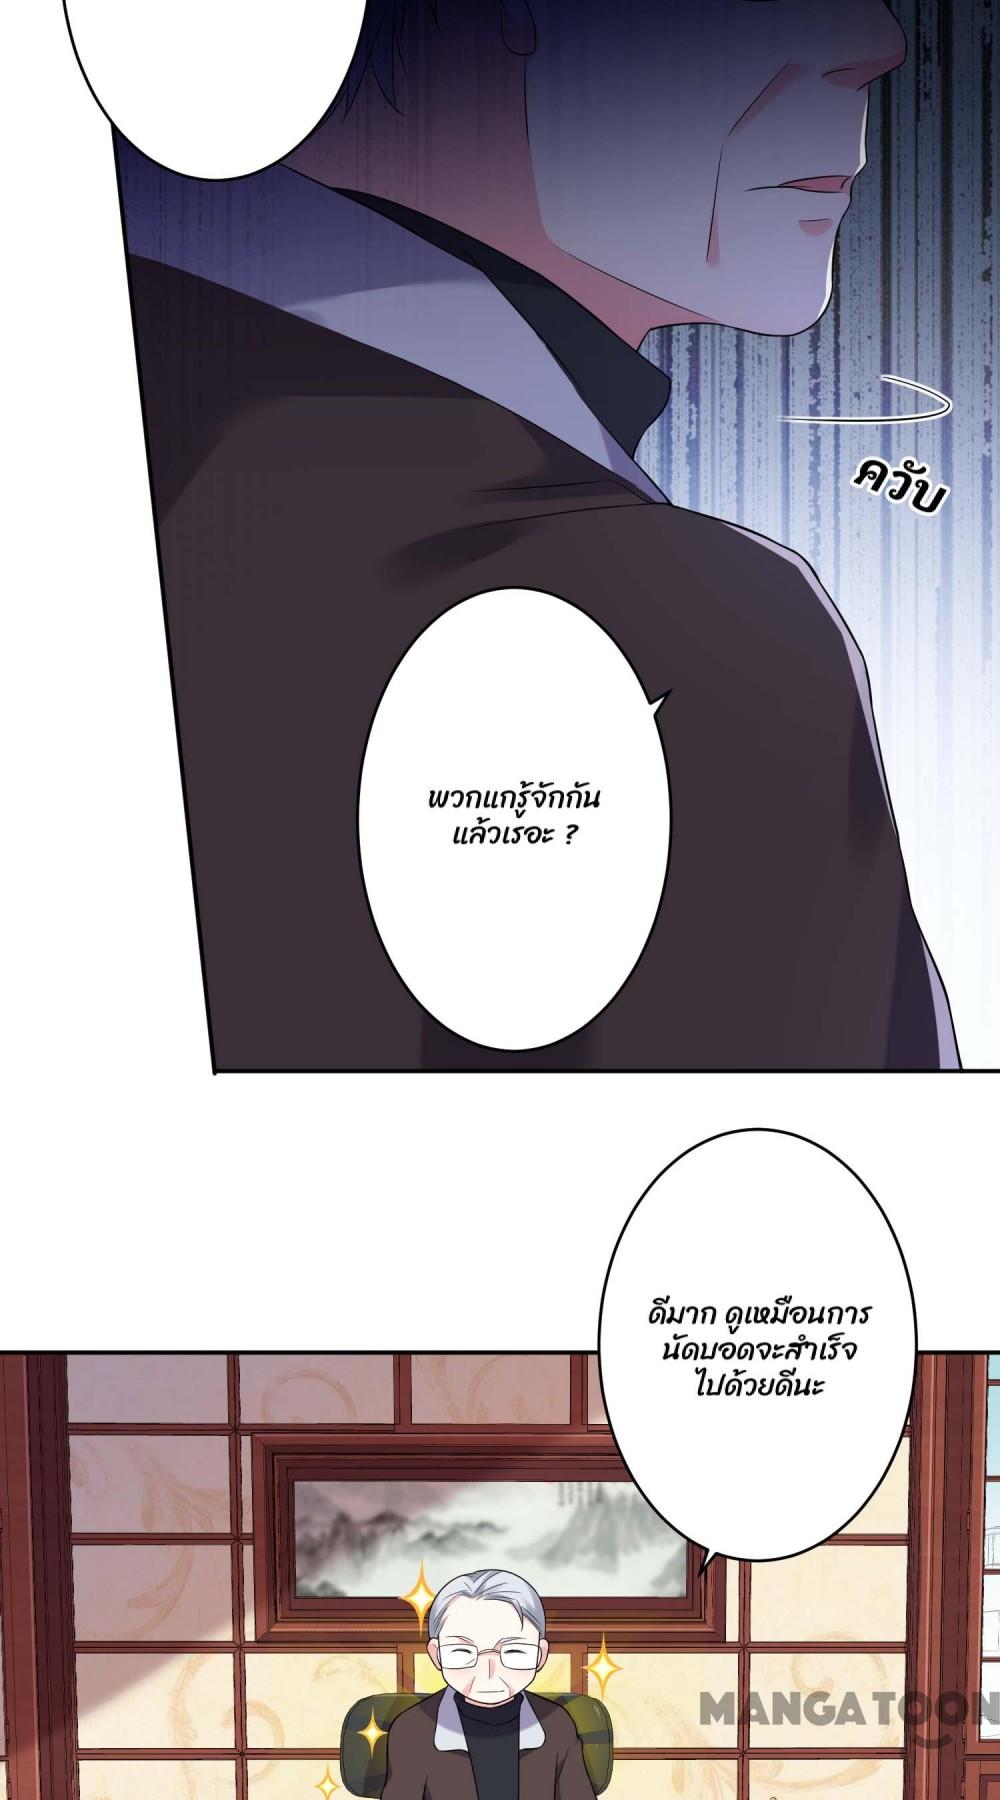 ควับ
พวกแกรู้จักกัน
แล้วเรอะ ?
ดีมาก ดูเหมือนการ
นัดบอดจะสำเร็จ
ไปด้วยดีนะ
MANGATOON